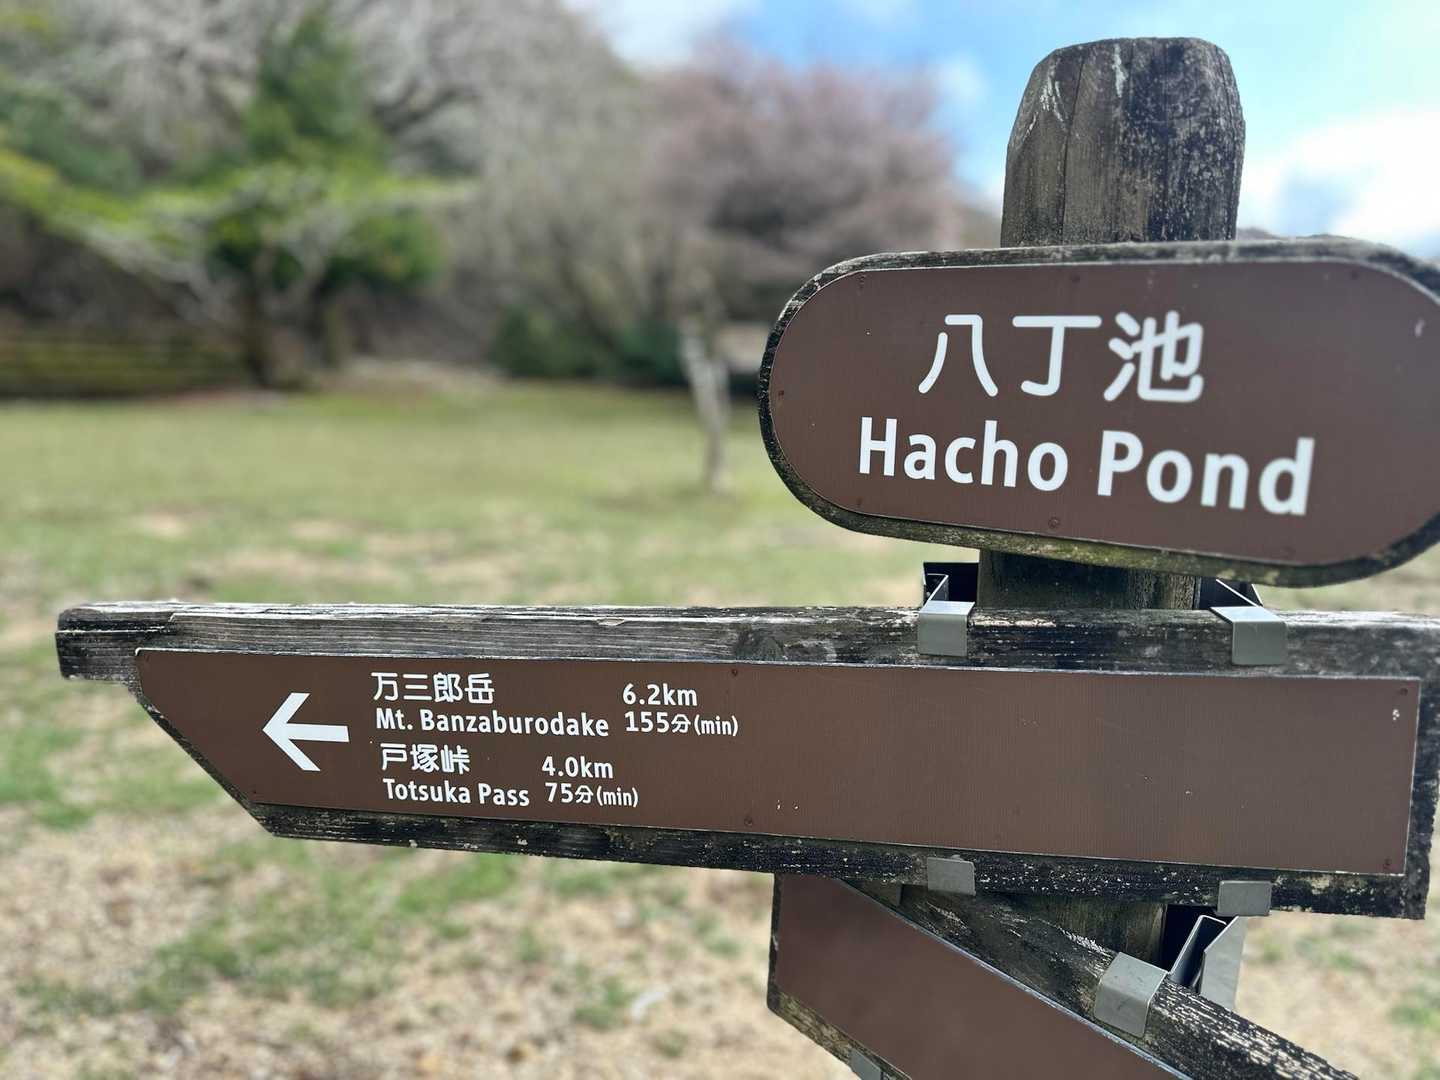 八丁池
Hacho Pond
万三郎岳 6.2km
Mt. Banzaburodake 155分(min)
戸塚峠 4.0km
Totsuka Pass 75分(min)